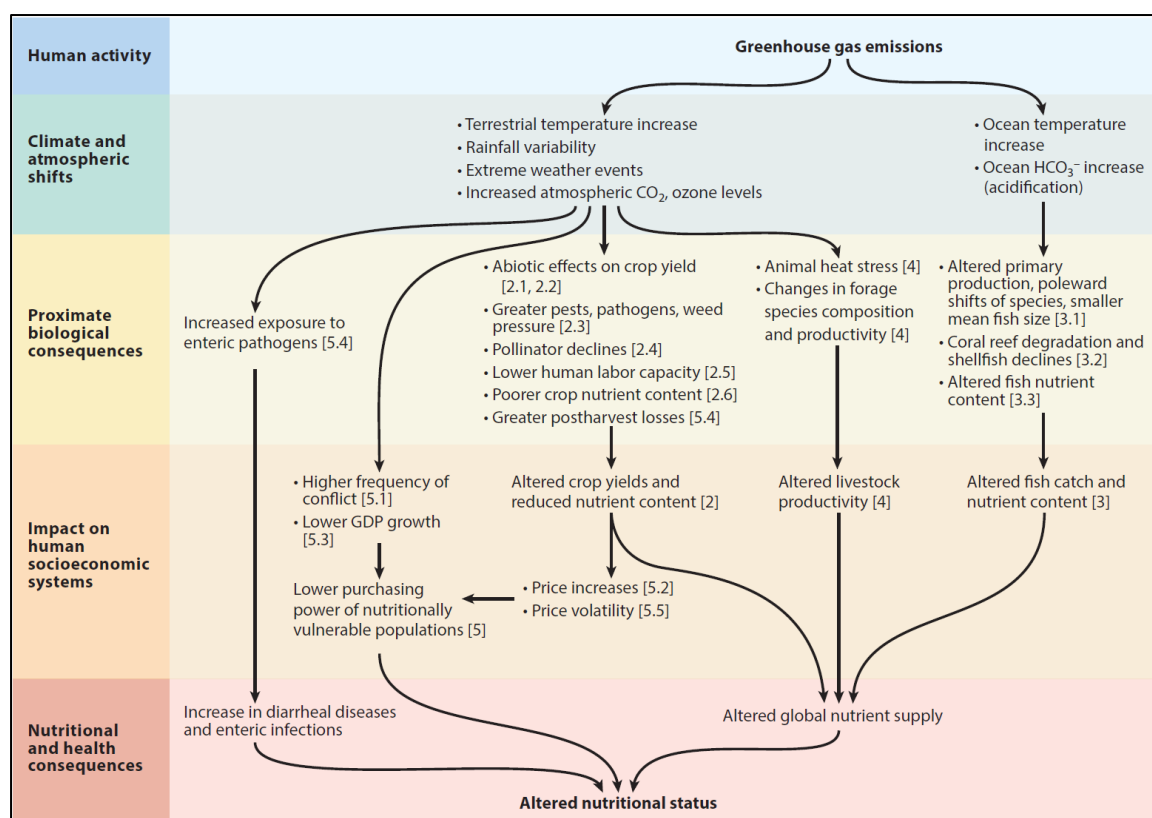 Human activity
Greenhouse gas emissions
Climate and
atmospheric
shifts
• Terrestrial temperature increase
• Rainfall variability
• Extreme weather events
• Increased atmospheric CO₂, ozone levels
• Ocean temperature
increase
• Ocean HCO₃⁻ increase
(acidification)
Proximate
biological
consequences
Increased exposure to
enteric pathogens [5.4]
• Abiotic effects on crop yield
[2.1, 2.2]
• Greater pests, pathogens, weed
pressure [2.3]
• Pollinator declines [2.4]
• Lower human labor capacity [2.5]
• Poorer crop nutrient content [2.6]
• Greater postharvest losses [5.4]
• Animal heat stress [4]
• Changes in forage
species composition
and productivity [4]
• Altered primary
production, poleward
shifts of species, smaller
mean fish size [3.1]
• Coral reef degradation and
shellfish declines [3.2]
• Altered fish nutrient
content [3.3]
Impact on
human
socioeconomic
systems
• Higher frequency of
conflict [5.1]
• Lower GDP growth
[5.3]
Altered crop yields and
reduced nutrient content [2]
Altered livestock
productivity [4]
Altered fish catch and
nutrient content [3]
Lower purchasing
power of nutritionally
vulnerable populations [5]
• Price increases [5.2]
• Price volatility [5.5]
Nutritional
and health
consequences
Increase in diarrheal diseases
and enteric infections
Altered global nutrient supply
Altered nutritional status